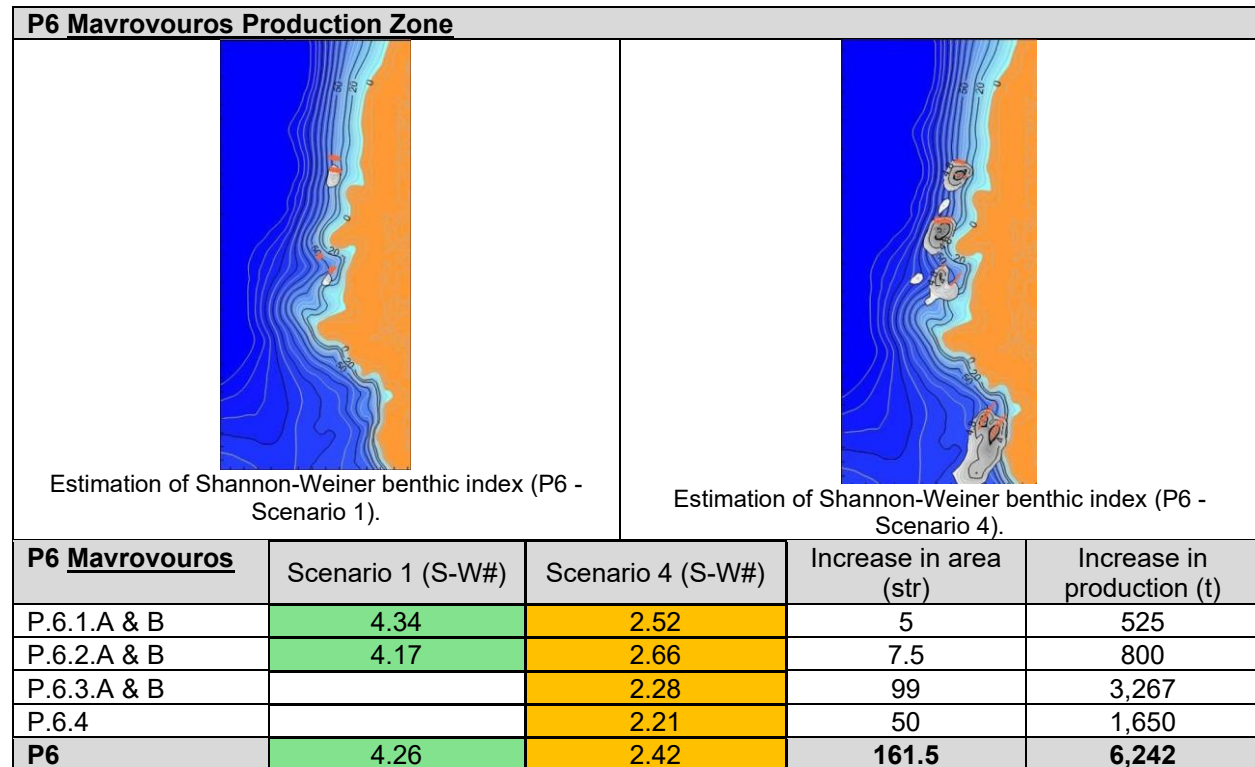 P6 Mavrovouros Production Zone
Estimation of Shannon-Weiner benthic index (P6 -
Scenario 1).
Estimation of Shannon-Weiner benthic index (P6 -
Scenario 4).
P6 Mavrovouros Scenario 1 (S-W#) Scenario 4 (S-W#) Increase in area (str) Increase in production (t)
P.6.1.A & B 4.34 2.52 5 525
P.6.2.A & B 4.17 2.66 7.5 800
P.6.3.A & B 2.28 99 3,267
P.6.4 2.21 50 1,650
P6 4.26 2.42 161.5 6,242